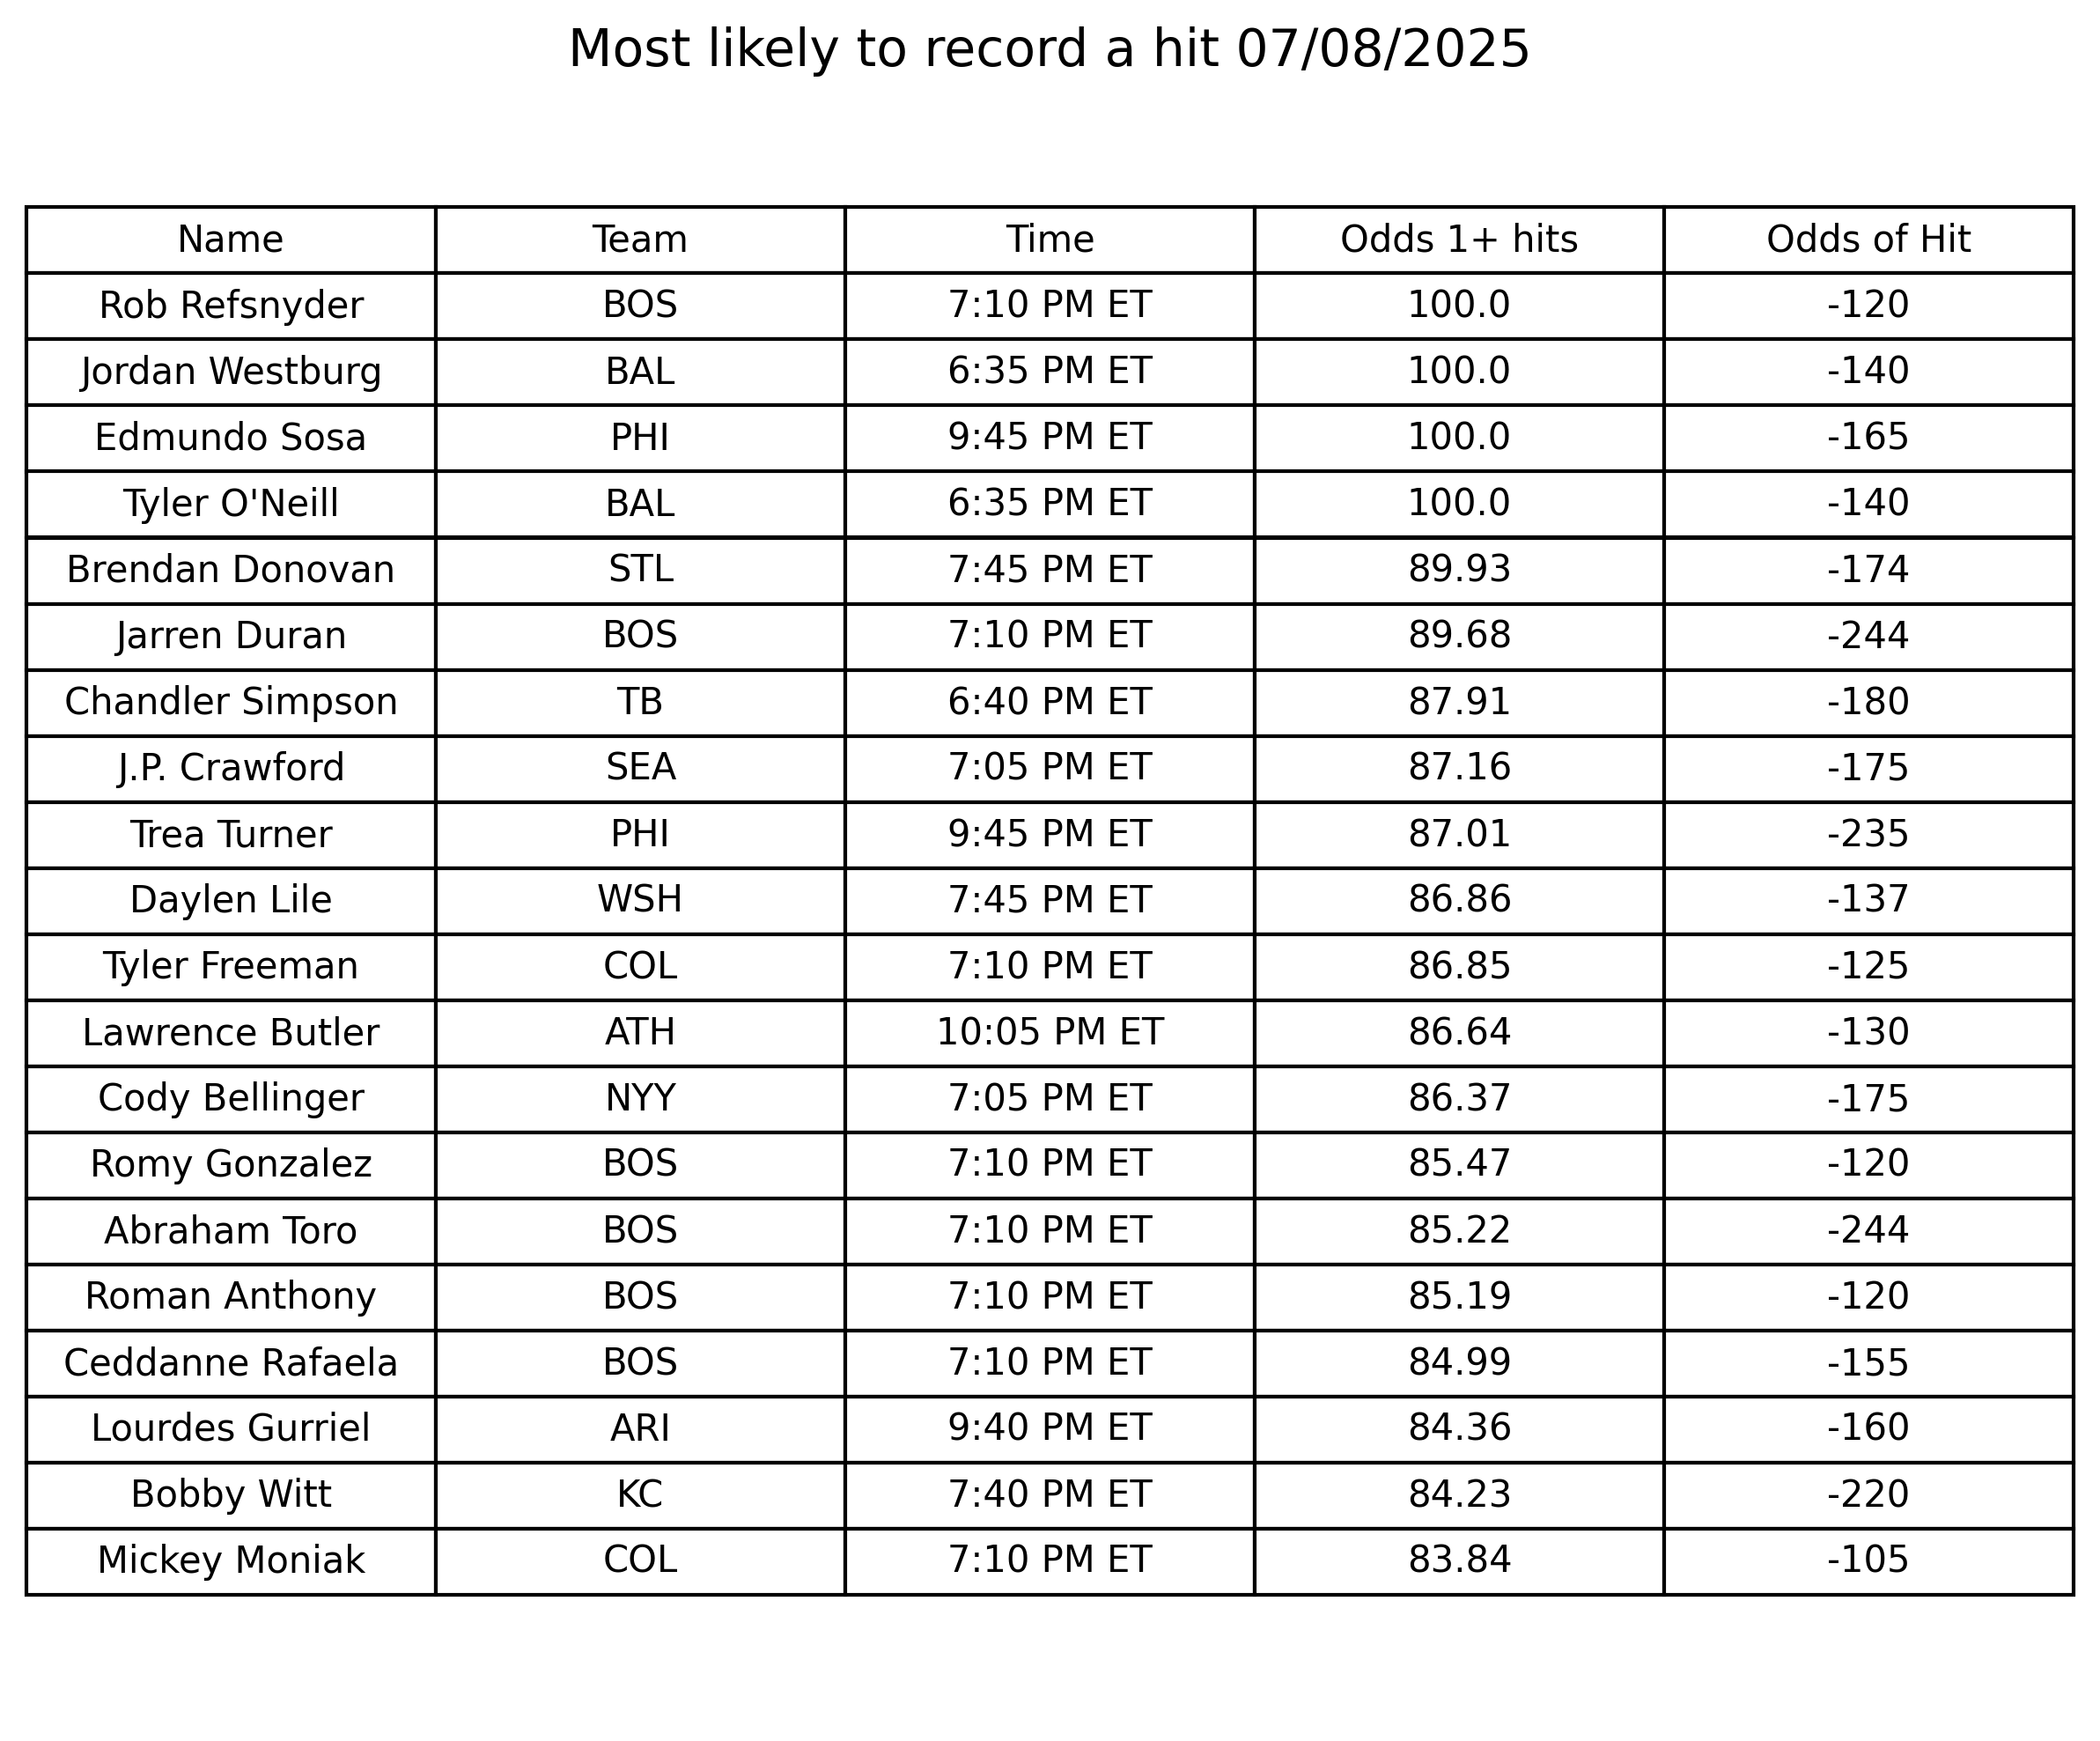 Most likely to record a hit 07/08/2025
Name Team Time Odds 1+ hits Odds of Hit
Rob Refsnyder BOS 7:10 PM ET 100.0 -120
Jordan Westburg BAL 6:35 PM ET 100.0 -140
Edmundo Sosa PHI 9:45 PM ET 100.0 -165
Tyler O'Neill BAL 6:35 PM ET 100.0 -140
Brendan Donovan STL 7:45 PM ET 89.93 -174
Jarren Duran BOS 7:10 PM ET 89.68 -244
Chandler Simpson TB 6:40 PM ET 87.91 -180
J.P. Crawford SEA 7:05 PM ET 87.16 -175
Trea Turner PHI 9:45 PM ET 87.01 -235
Daylen Lile WSH 7:45 PM ET 86.86 -137
Tyler Freeman COL 7:10 PM ET 86.85 -125
Lawrence Butler ATH 10:05 PM ET 86.64 -130
Cody Bellinger NYY 7:05 PM ET 86.37 -175
Romy Gonzalez BOS 7:10 PM ET 85.47 -120
Abraham Toro BOS 7:10 PM ET 85.22 -244
Roman Anthony BOS 7:10 PM ET 85.19 -120
Ceddanne Rafaela BOS 7:10 PM ET 84.99 -155
Lourdes Gurriel ARI 9:40 PM ET 84.36 -160
Bobby Witt KC 7:40 PM ET 84.23 -220
Mickey Moniak COL 7:10 PM ET 83.84 -105